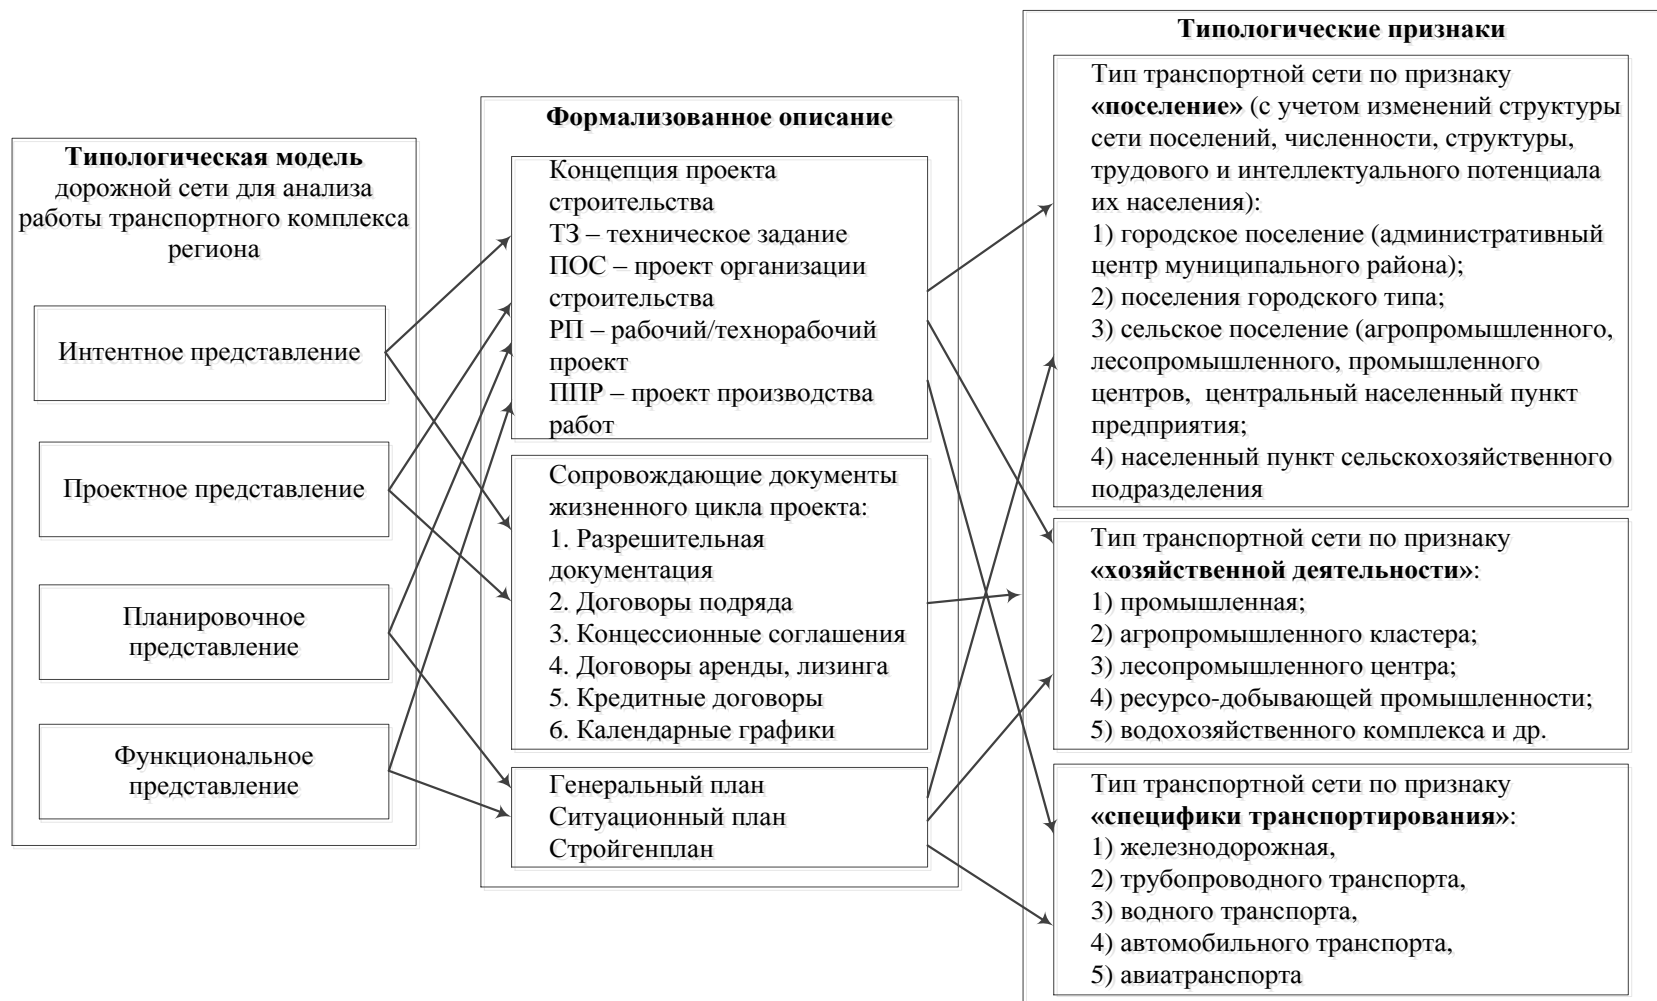 Типологическая модель
дорожной сети для анализа
работы транспортного комплекса
региона
Интентное представление
Проектное представление
Планировочное
представление
Функциональное
представление
Формализованное описание
Концепция проекта
строительства
ТЗ – техническое задание
ПОС – проект организации
строительства
РП – рабочий/технорабочий
проект
ППР – проект производства
работ
Сопровождающие документы
жизненного цикла проекта:
1. Разрешительная
документация
2. Договоры подряда
3. Концессионные соглашения
4. Договоры аренды, лизинга
5. Кредитные договоры
6. Календарные графики
Генеральный план
Ситуационный план
Стройгенплан
Типологические признаки
Тип транспортной сети по признаку
«поселение» (с учетом изменений структуры
сети поселений, численности, структуры,
трудового и интеллектуального потенциала
их населения):
1) городское поселение (административный
центр муниципального района);
2) поселения городского типа;
3) сельское поселение (агропромышленного,
лесопромышленного, промышленного
центров, центральный населенный пункт
предприятия;
4) населенный пункт сельскохозяйственного
подразделения
Тип транспортной сети по признаку
«хозяйственной деятельности»:
1) промышленная;
2) агропромышленного кластера;
3) лесопромышленного центра;
4) ресурсо-добывающей промышленности;
5) водохозяйственного комплекса и др.
Тип транспортной сети по признаку
«специфики транспортирования»:
1) железнодорожная,
2) трубопроводного транспорта,
3) водного транспорта,
4) автомобильного транспорта,
5) авиатранспорта